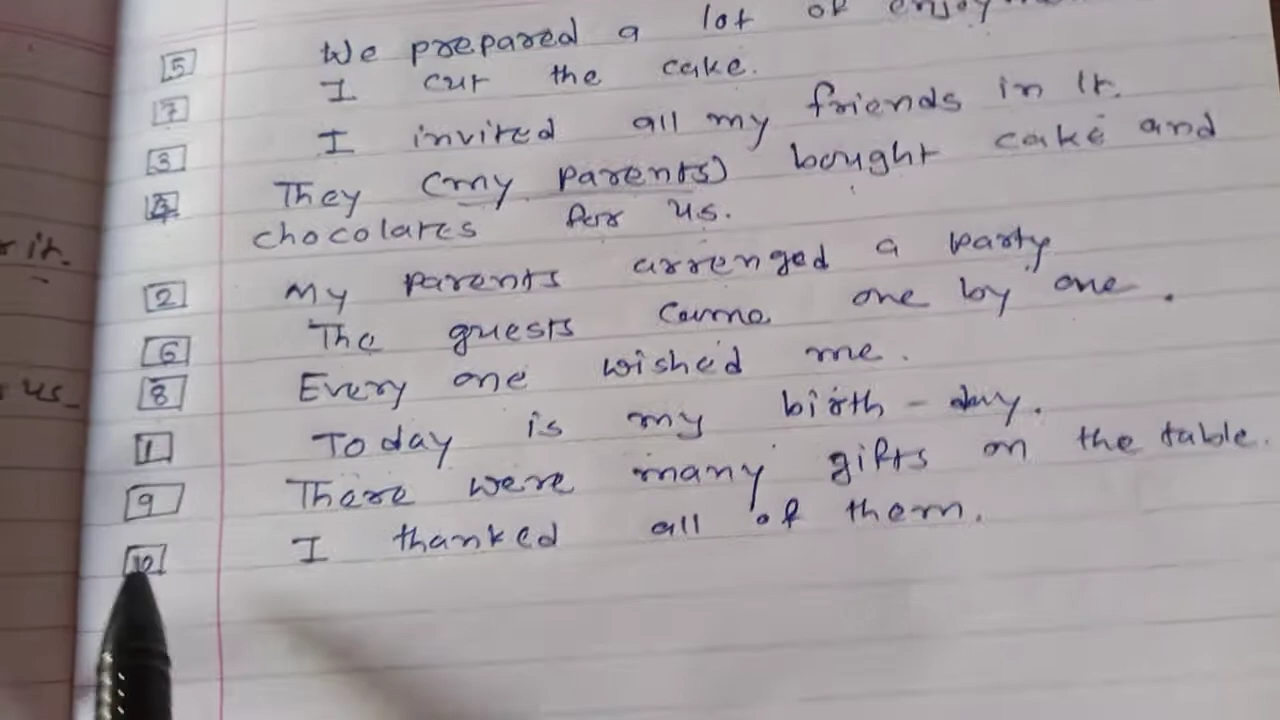 5 We prepared a lot of
7 I cut the cake.
3 I invited all my friends in it.
4 They (my parents) bought cake and
chocolates for us.
2 My parents arrenged a party
6 The guests came one by one.
8 Every one wished me.
1 Today is my birth-day.
9 There were many gifts on the table.
10 I thanked all of them.
r it.
us